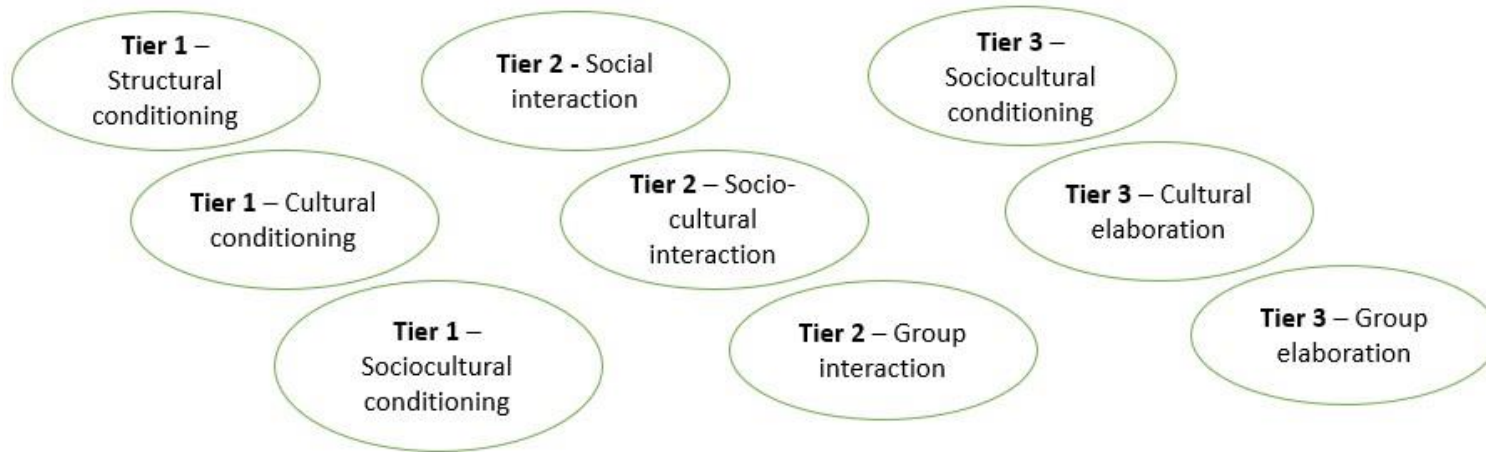 Tier 1 –
Structural
conditioning
Tier 2 - Social
interaction
Tier 3 –
Sociocultural
conditioning
Tier 1 – Cultural
conditioning
Tier 2 – Socio-
cultural
interaction
Tier 3 – Cultural
elaboration
Tier 1 –
Sociocultural
conditioning
Tier 2 – Group
interaction
Tier 3 – Group
elaboration